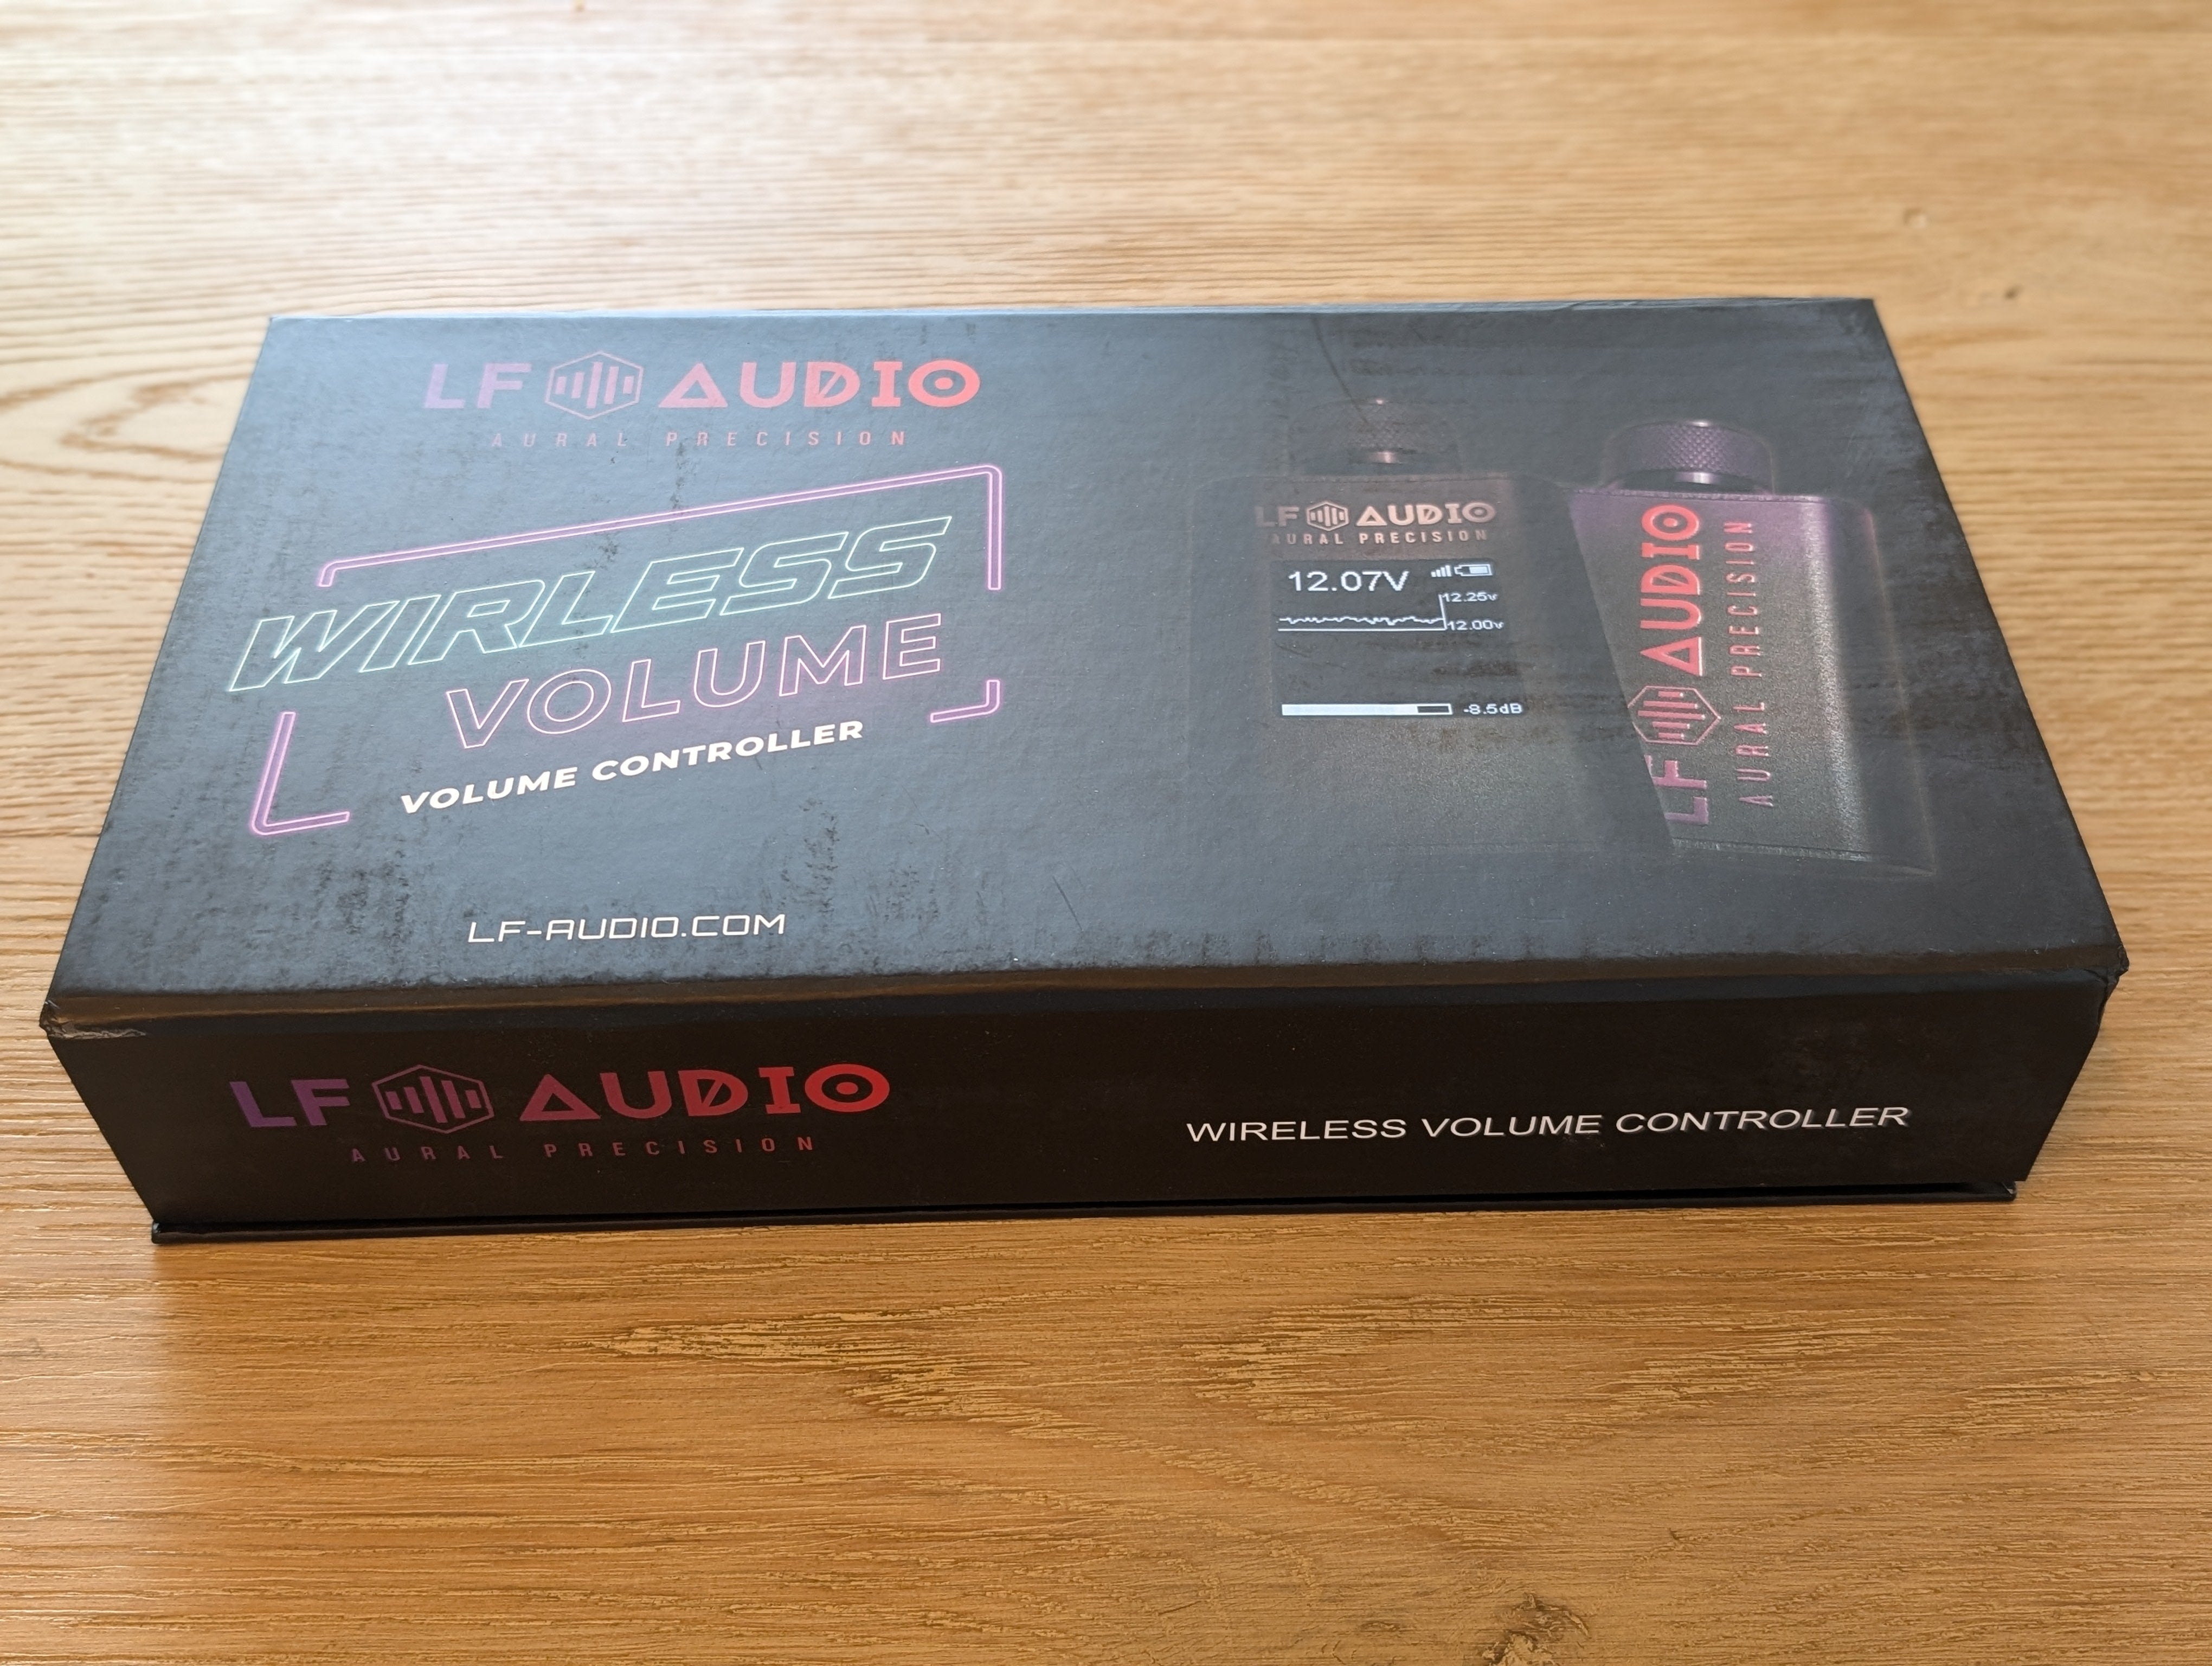 LF AUDIO
AURAL PRECISION
WIRLESS
VOLUME
VOLUME CONTROLLER
LF-AUDIO.COM
LF AUDIO
AURAL PRECISION
12.07V
12.25v
12.00v
-8.5dB
LF AUDIO
AURAL PRECISION
LF AUDIO
AURAL PRECISION
WIRELESS VOLUME CONTROLLER